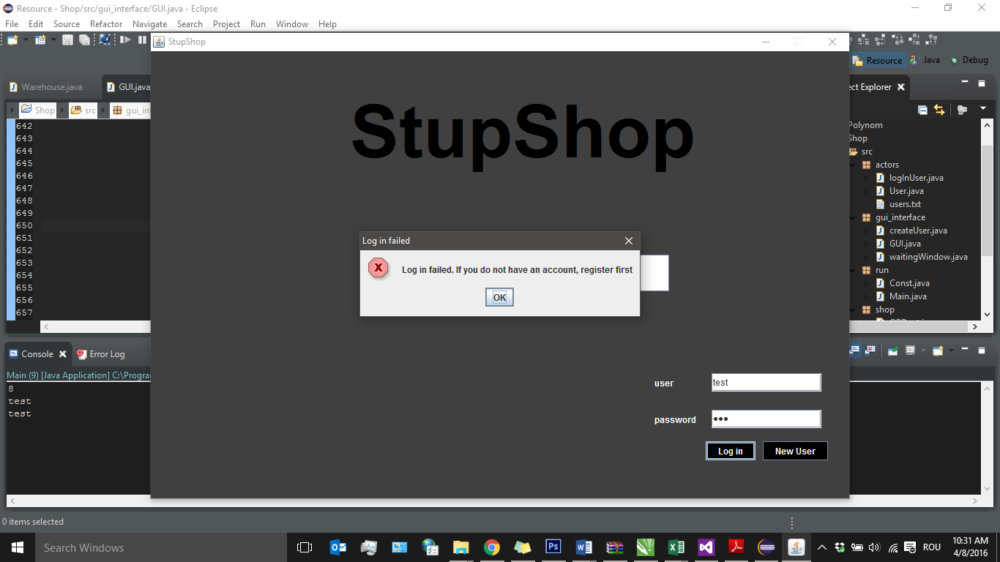 Resource - Shop/src/gui_interface/GUI.java - Eclipse
File Edit Source Refactor Navigate Search Project Run Window Help
StupShop
Resource Java Debug
Warehouse.java GUI.java
Explorer
Shop src
642
643
644
645
646
647
648
649
650
651
652
653
654
655
656
657
StupShop
Log in failed
Log in failed. If you do not have an account, register first
OK
user test
password •••
Log in New User
Polynom
Shop
src
actors
logInUser.java
User.java
users.txt
gui_interface
createUser.java
GUI.java
waitingWindow.java
run
Const.java
Main.java
shop
Console Error Log
Main (9) [Java Application] C:\Progra
8
test
test
0 items selected
Search Windows
ROU
10:31 AM
4/8/2016